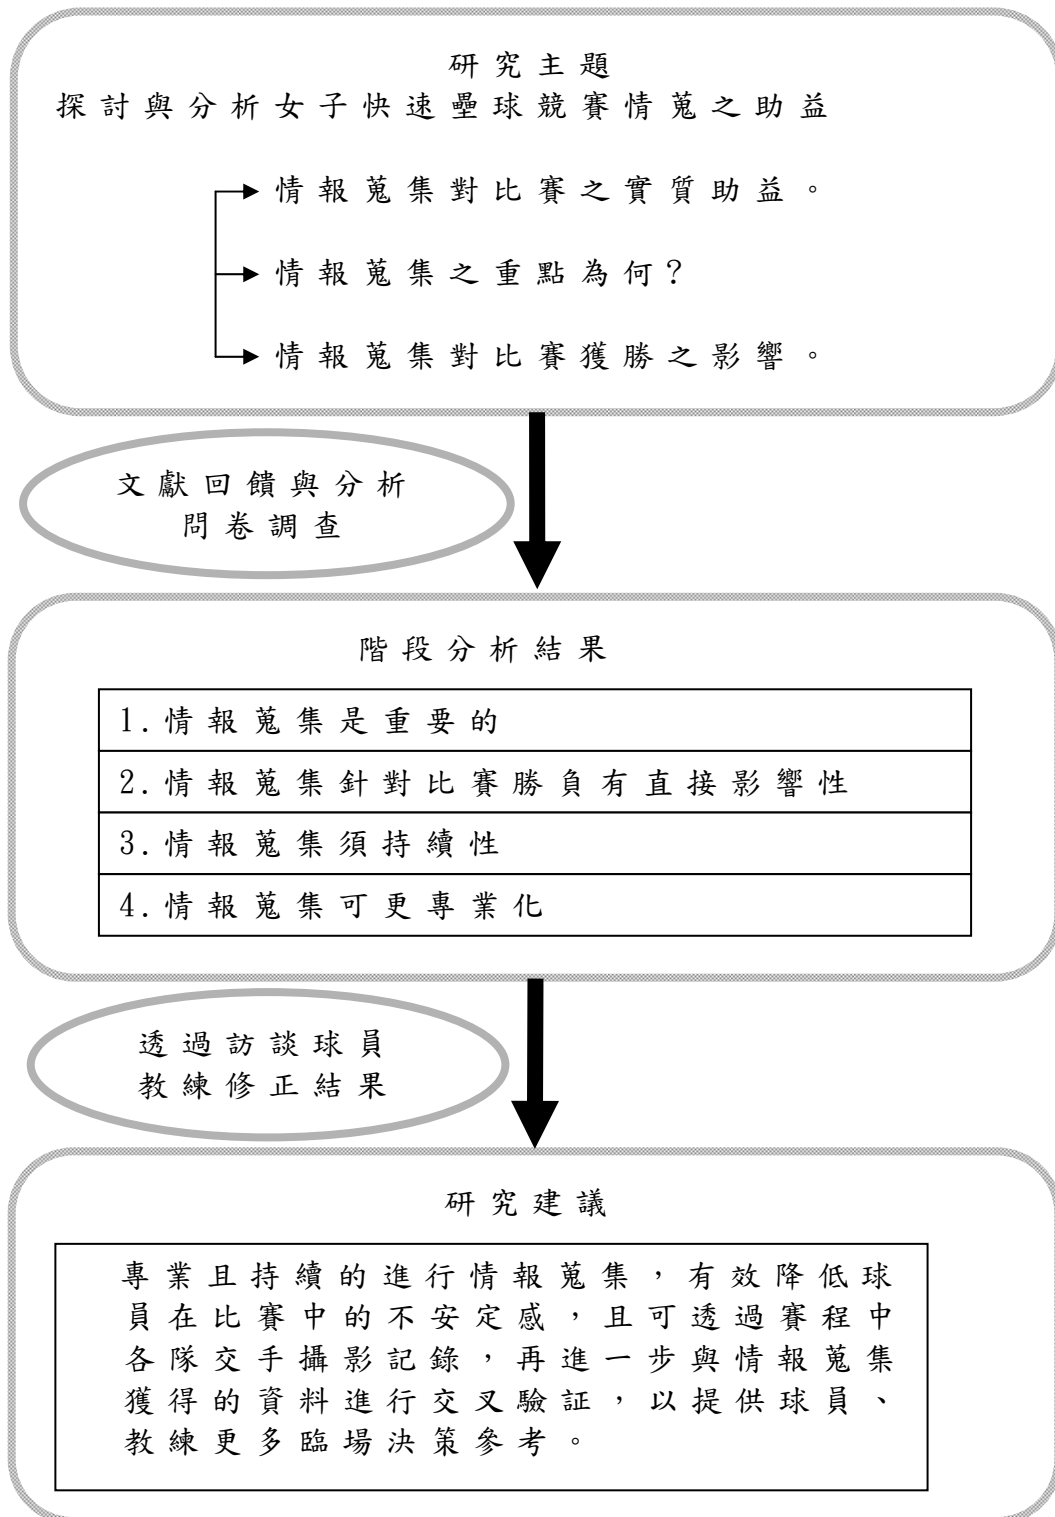 研究主題
探討與分析女子快速壘球競賽情蒐之助益
情報蒐集對比賽之實質助益。
情報蒐集之重點為何?
情報蒐集對比賽獲勝之影響。
文獻回饋與分析
問卷調查
階段分析結果
1.情報蒐集是重要的
2.情報蒐集針對比賽勝負有直接影響性
3.情報蒐集須持續性
4.情報蒐集可更專業化
透過訪談球員
教練修正結果
研究建議
專業且持續的進行情報蒐集，有效降低球
員在比賽中的不安定感，且可透過賽程中
各隊交手攝影記錄，再進一步與情報蒐集
獲得的資料進行交叉驗証，以提供球員、
教練更多臨場決策參考。